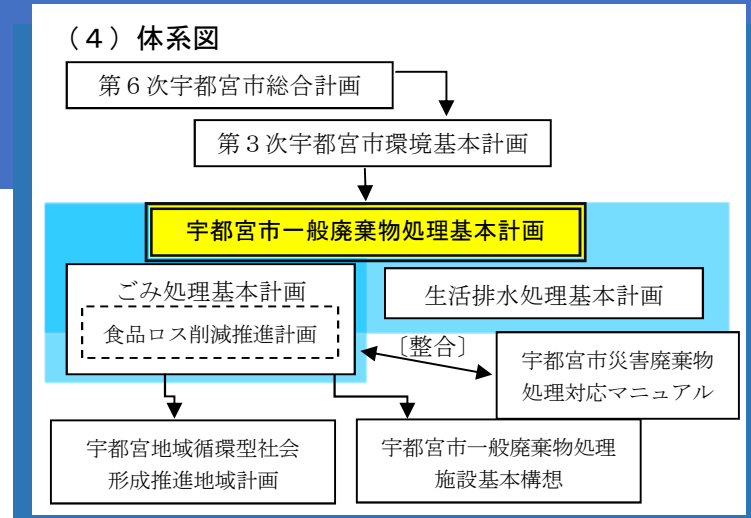 （4）体系図
第６次宇都宮市総合計画
第３次宇都宮市環境基本計画
宇都宮市一般廃棄物処理基本計画
ごみ処理基本計画
食品ロス削減推進計画
生活排水処理基本計画
〔整合〕
宇都宮市災害廃棄物
処理対応マニュアル
宇都宮地域循環型社会
形成推進地域計画
宇都宮市一般廃棄物処理
施設基本構想